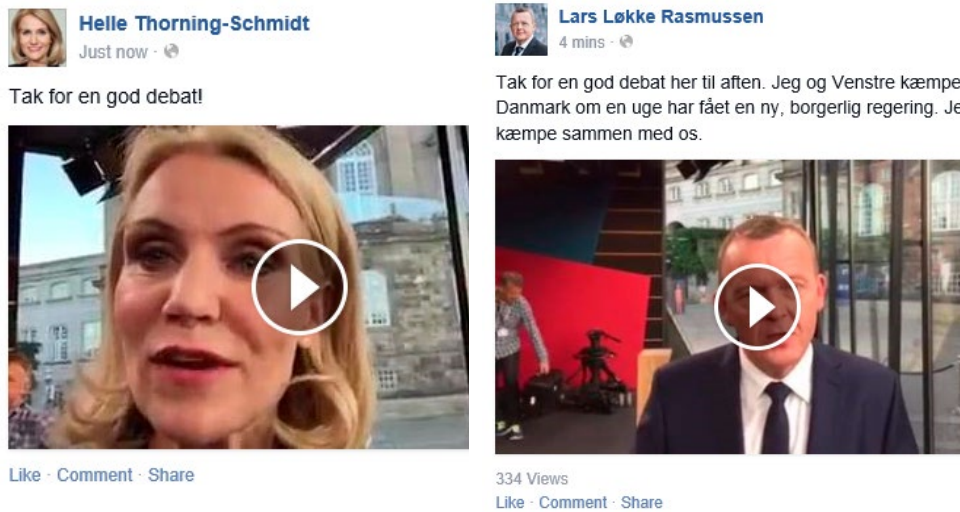 Helle Thorning-Schmidt
Just now ·
Tak for en god debat!
Like · Comment · Share
Lars Løkke Rasmussen
4 mins ·
Tak for en god debat her til aften. Jeg og Venstre kæmpe
Danmark om en uge har fået en ny, borgerlig regering. Je
kæmpe sammen med os.
334 Views
Like · Comment · Share